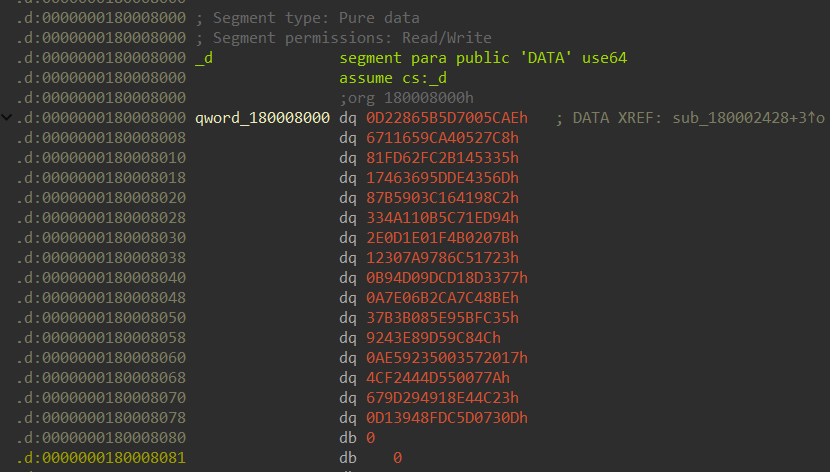 .d:0000000180008000 ; Segment type: Pure data
.d:0000000180008000 ; Segment permissions: Read/Write
.d:0000000180008000 _d segment para public 'DATA' use64
.d:0000000180008000 assume cs:_d
.d:0000000180008000 ;org 180008000h
.d:0000000180008000 qword_180008000 dq 0D22865B5D7005CAEh ; DATA XREF: sub_180002428+3↑o
.d:0000000180008008 dq 6711659CA40527C8h
.d:0000000180008010 dq 81FD62FC2B145335h
.d:0000000180008018 dq 17463695DDE4356Dh
.d:0000000180008020 dq 87B5903C164198C2h
.d:0000000180008028 dq 334A110B5C71ED94h
.d:0000000180008030 dq 2E0D1E01F4B0207Bh
.d:0000000180008038 dq 12307A9786C51723h
.d:0000000180008040 dq 0B94D09DCD18D3377h
.d:0000000180008048 dq 0A7E06B2CA7C48BEh
.d:0000000180008050 dq 37B3B085E95BFC35h
.d:0000000180008058 dq 9243E89D59C84Ch
.d:0000000180008060 dq 0AE59235003572017h
.d:0000000180008068 dq 4CF2444D550077Ah
.d:0000000180008070 dq 679D294918E44C23h
.d:0000000180008078 dq 0D13948FDC5D0730Dh
.d:0000000180008080 db 0
.d:0000000180008081 db 0